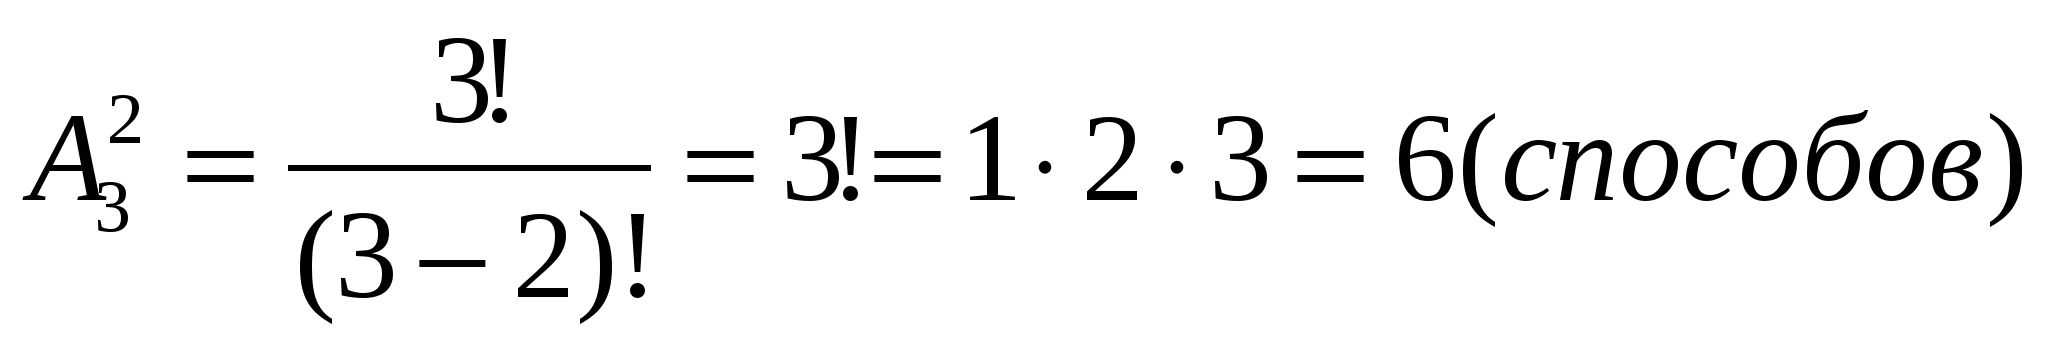 A₃² = 3!/(3 − 2)! = 3! = 1 · 2 · 3 = 6(способов)